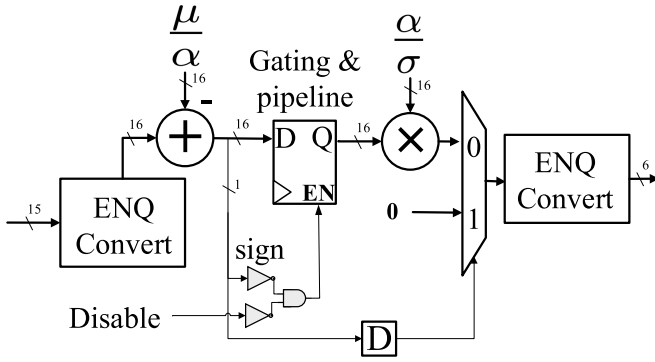 μ
α
16
-
Gating &
pipeline
α
σ
16
16
16
D Q
EN
16
0
1
ENQ
Convert
6
15
ENQ
Convert
1
0
sign
Disable
D